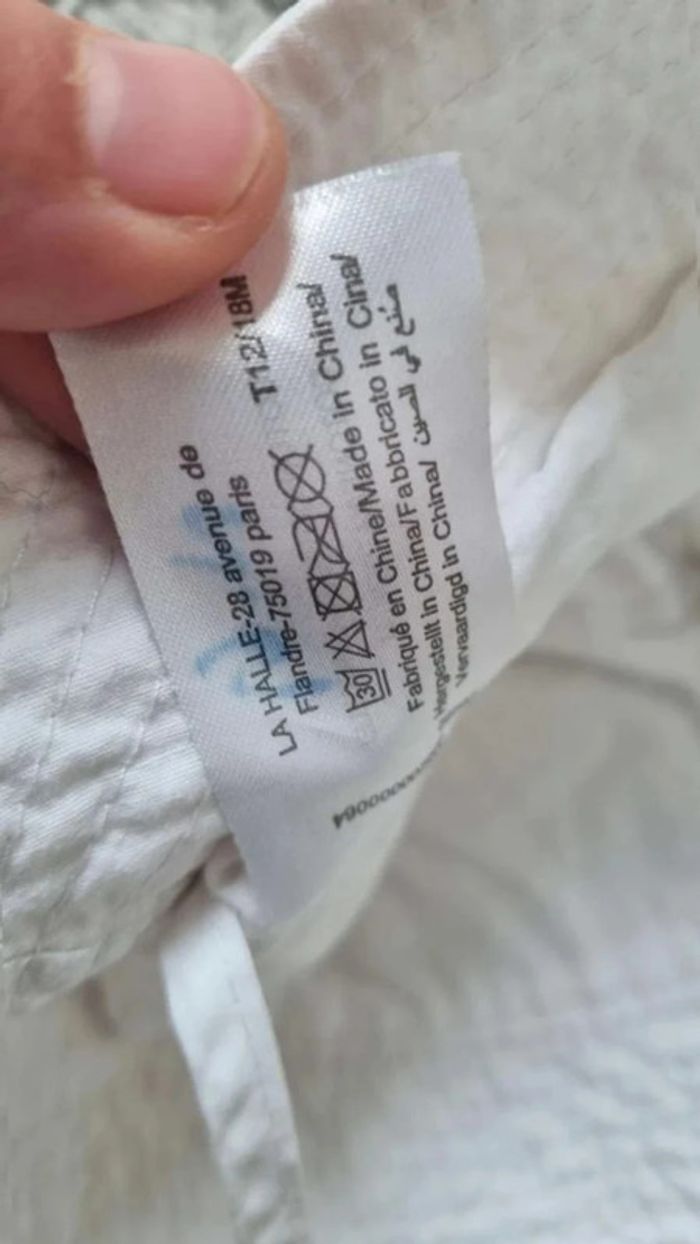 LA HALLE-28 avenue de
Flandre-75019 paris T12/18M
30
Fabriqué en Chine/Made in China/
Hergestellt in China/Fabbricato in Cina/
Vervaardigd in China/ صنع في الصين